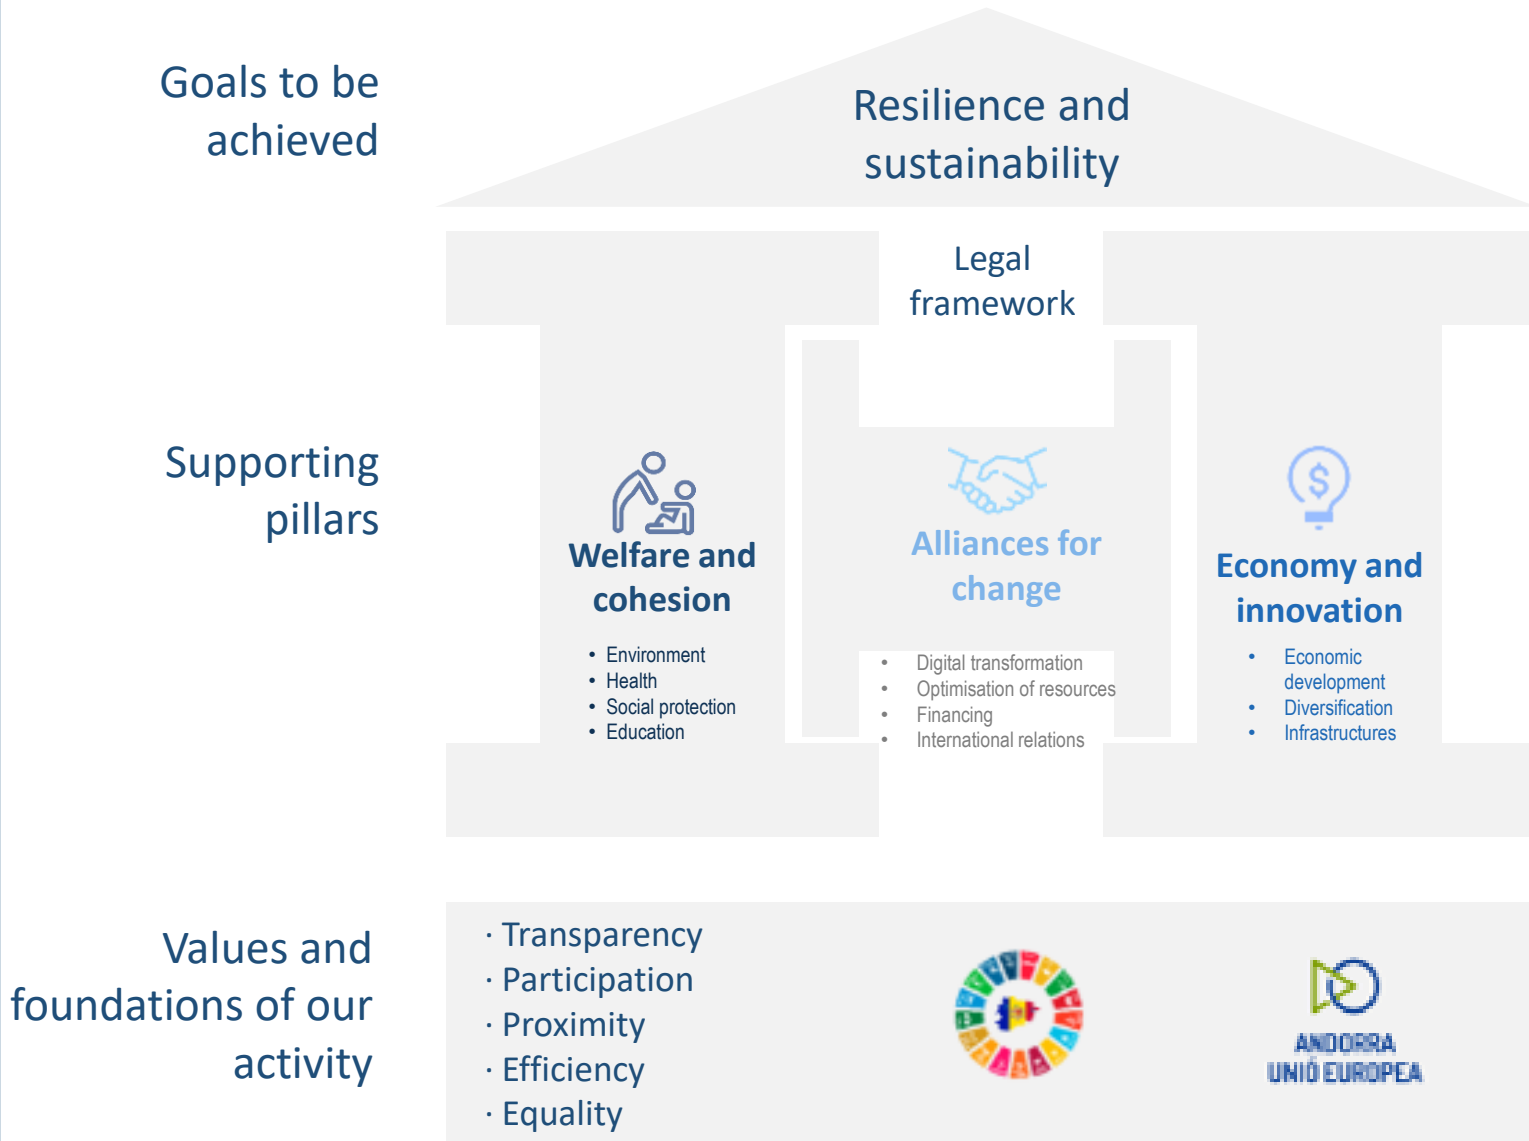 Goals to be
achieved
Resilience and
sustainability
Legal
framework
Supporting
pillars
Welfare and
cohesion
• Environment
• Health
• Social protection
• Education
Alliances for
change
• Digital transformation
• Optimisation of resources
• Financing
• International relations
$
Economy and
innovation
• Economic
development
• Diversification
• Infrastructures
Values and
foundations of our
activity
· Transparency
· Participation
· Proximity
· Efficiency
· Equality
ANDORRA
UNIÓ EUROPEA